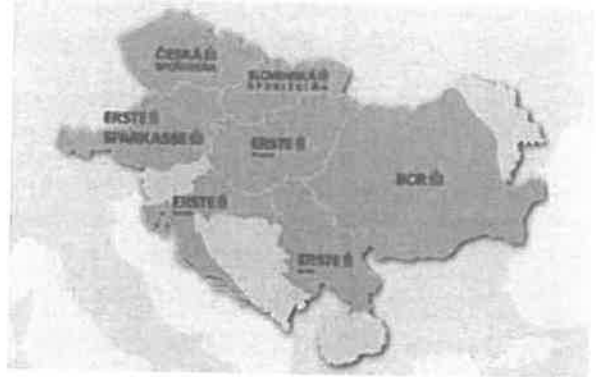 ČESKÁ
SPOŘITELNA
SLOVENSKÁ
SPORITEĽŇA
ERSTE
SPARKASSE
ERSTE
BCR
ERSTE
ERSTE